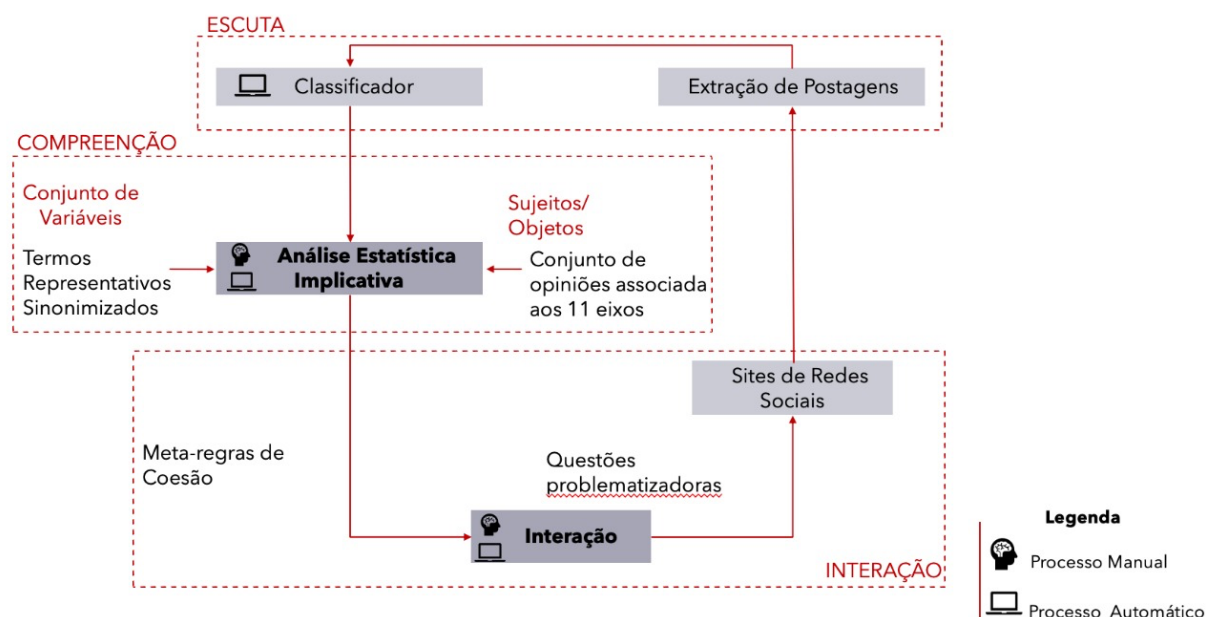 ESCUTA
Classificador
Extração de Postagens
COMPREENÇÃO
Conjunto de
Variáveis
Termos
Representativos
Sinonimizados
Análise Estatística
Implicativa
Sujeitos/
Objetos
Conjunto de
opiniões associada
aos 11 eixos
Sites de Redes
Sociais
Meta-regras de
Coesão
Questões
problematizadoras
Interação
INTERAÇÃO
Legenda
Processo Manual
Processo Automático